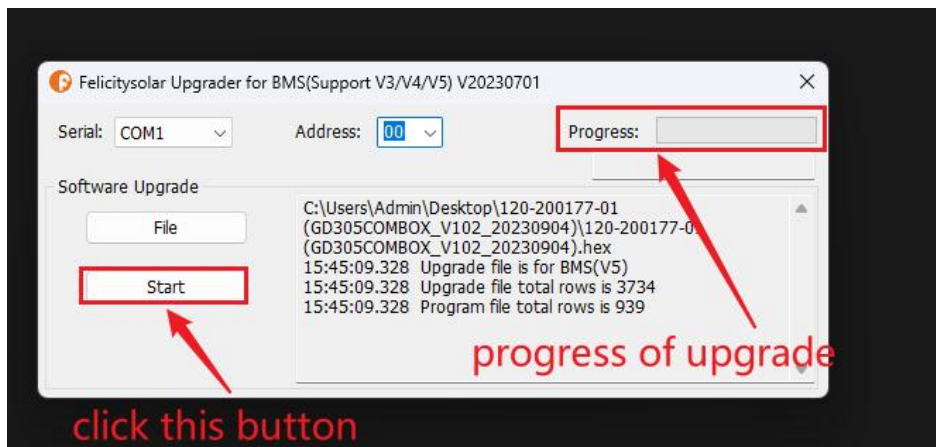 Felicitysolar Upgrader for BMS(Support V3/V4/V5) V20230701
Serial: COM1 Address: 00 Progress:
Software Upgrade
File
Start
C:\Users\Admin\Desktop\120-200177-01
(GD305COMBOX_V102_20230904)\120-200177-0
(GD305COMBOX_V102_20230904).hex
15:45:09.328 Upgrade file is for BMS(V5)
15:45:09.328 Upgrade file total rows is 3734
15:45:09.328 Program file total rows is 939
progress of upgrade
click this button